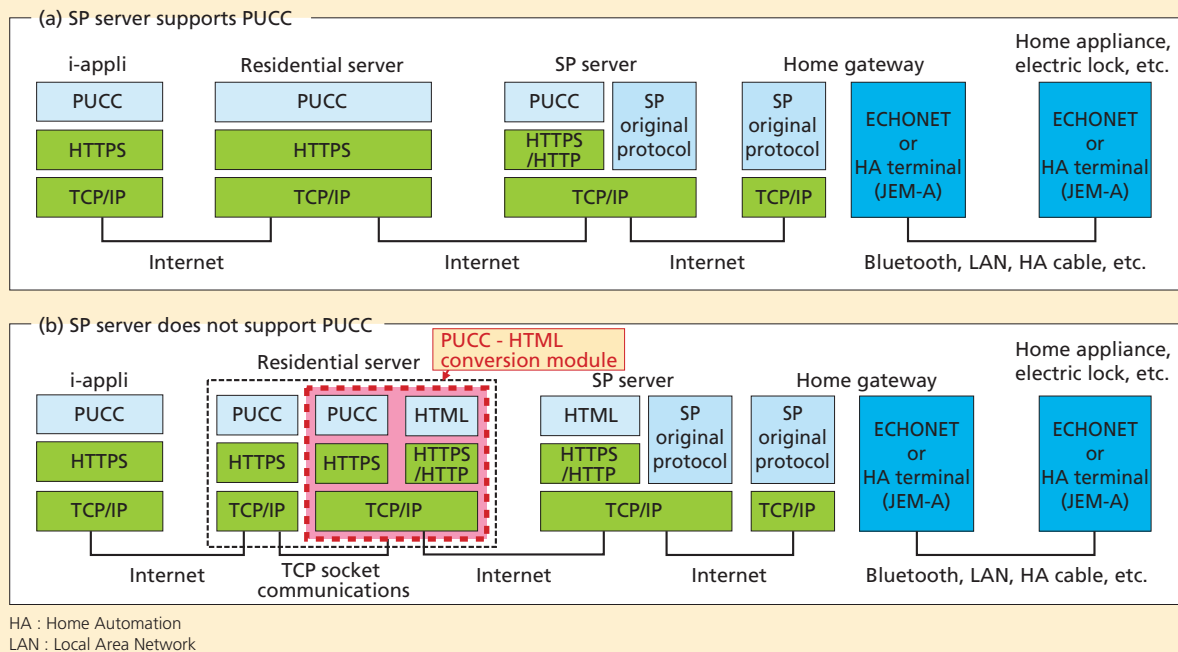 (a) SP server supports PUCC
i-appli
Residential server
SP server
Home gateway
Home appliance,
electric lock, etc.
PUCC
HTTPS
TCP/IP
PUCC
HTTPS
TCP/IP
PUCC
HTTPS
/HTTP
SP
original
protocol
TCP/IP
SP
original
protocol
TCP/IP
ECHONET
or
HA terminal
(JEM-A)
ECHONET
or
HA terminal
(JEM-A)
Internet
Internet
Internet
Bluetooth, LAN, HA cable, etc.
(b) SP server does not support PUCC
PUCC - HTML
conversion module
i-appli
Residential server
SP server
Home gateway
Home appliance,
electric lock, etc.
PUCC
HTTPS
TCP/IP
PUCC
HTTPS
TCP/IP
PUCC
HTTPS
HTML
HTTPS
/HTTP
TCP/IP
HTML
HTTPS
/HTTP
SP
original
protocol
TCP/IP
SP
original
protocol
TCP/IP
ECHONET
or
HA terminal
(JEM-A)
ECHONET
or
HA terminal
(JEM-A)
Internet
TCP socket
communications
Internet
Internet
Bluetooth, LAN, HA cable, etc.
HA : Home Automation
LAN : Local Area Network